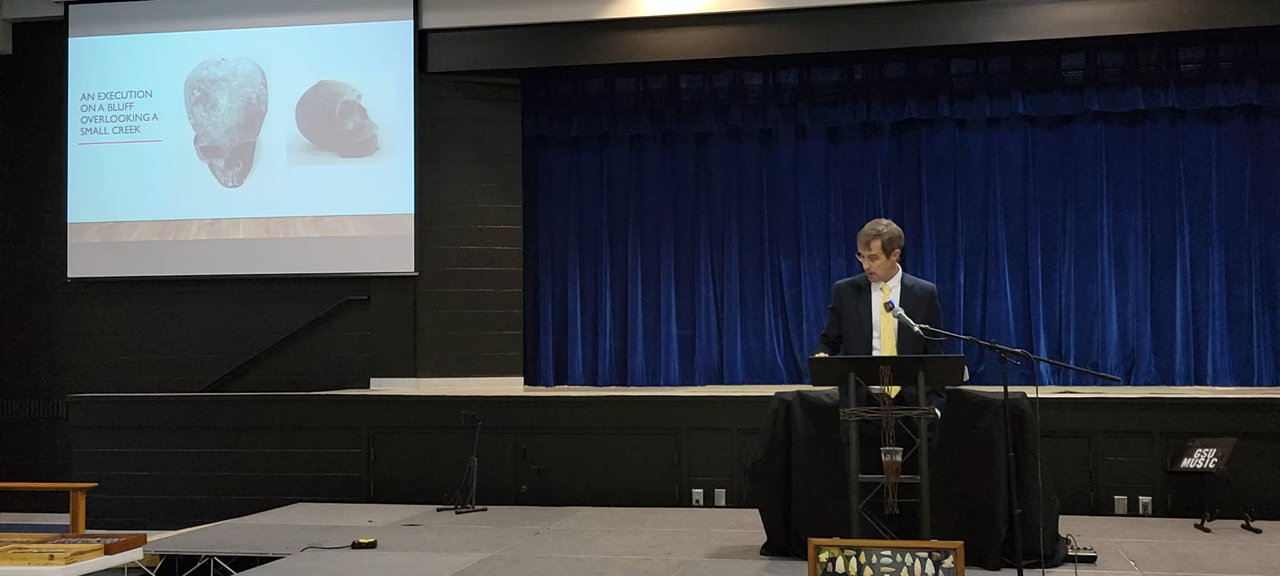 AN EXECUTION
ON A BLUFF
OVERLOOKING A
SMALL CREEK
GSU
MUSIC